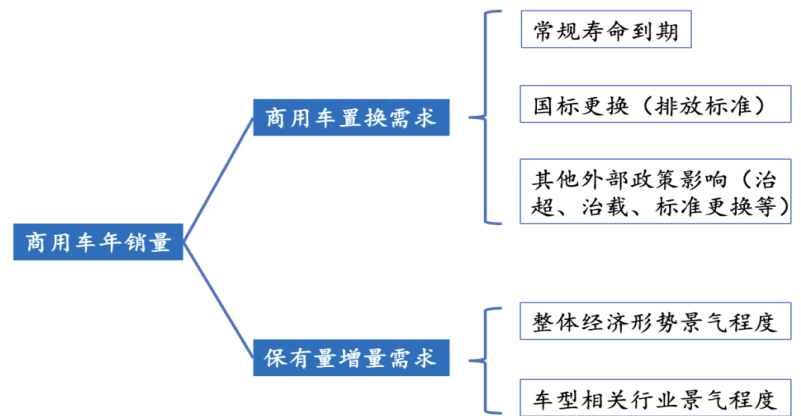 商用车年销量
商用车置换需求
常规寿命到期
国标更换（排放标准）
其他外部政策影响（治
超、治载、标准更换等）
保有量增量需求
整体经济形势景气程度
车型相关行业景气程度